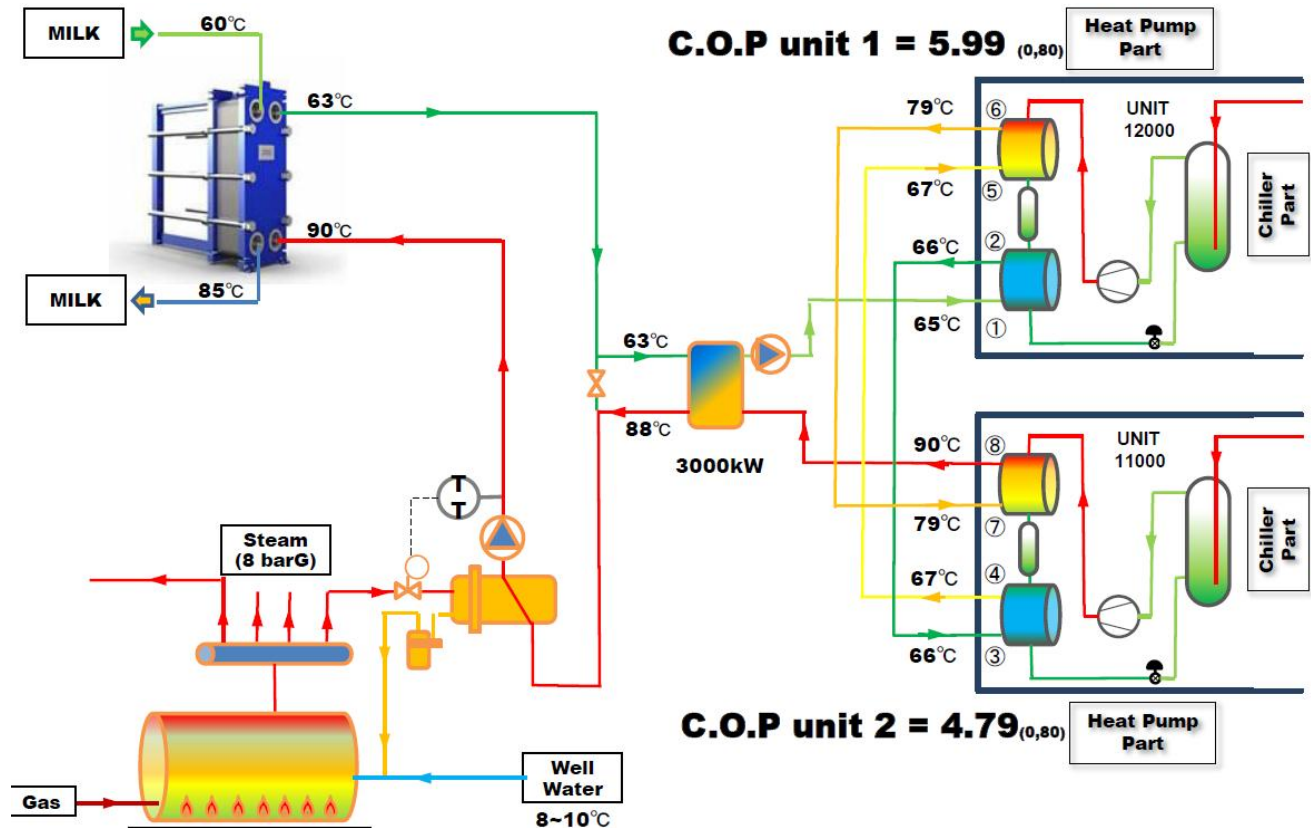 MILK
60℃
C.O.P unit 1 = 5.99 (0,80)
Heat Pump
Part
63℃
79℃
⑥
UNIT
12000
Chiller
Part
67℃
⑤
90℃
66℃
②
MILK
85℃
65℃
①
63℃
88℃
3000kW
90℃
⑧
UNIT
11000
T
T
79℃
⑦
Chiller
Part
Steam
(8 barG)
67℃
④
66℃
③
C.O.P unit 2 = 4.79(0,80)
Heat Pump
Part
Well
Water
Gas
8~10℃